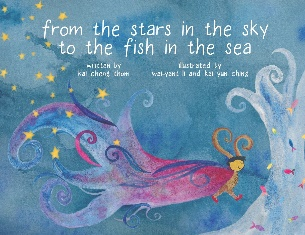 from the stars in the sky
to the fish in the sea
written by
kai cheng thom
illustrated by
wai-yant li and kai yun ching